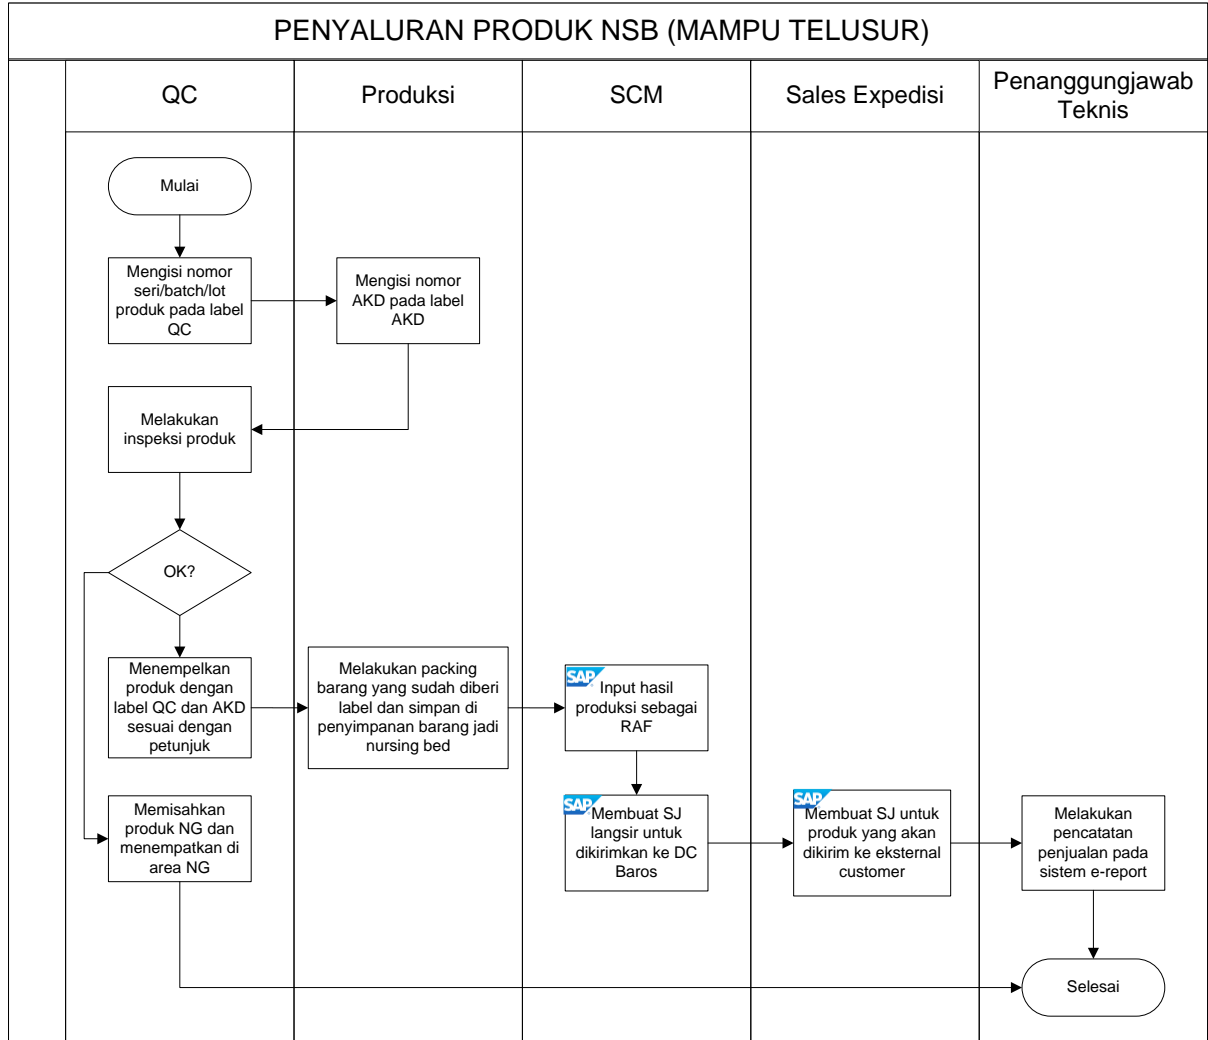 PENYALURAN PRODUK NSB (MAMPU TELUSUR)
QC
Produksi
SCM
Sales Expedisi
Penanggungjawab
Teknis
Mulai
Mengisi nomor
seri/batch/lot
produk pada label
QC
Mengisi nomor
AKD pada label
AKD
Melakukan
inspeksi produk
OK?
Menempelkan
produk dengan
label QC dan AKD
sesuai dengan
petunjuk
Melakukan packing
barang yang sudah diberi
label dan simpan di
penyimpanan barang jadi
nursing bed
SAP
Input hasil
produksi sebagai
RAF
Memisahkan
produk NG dan
menempatkan di
area NG
SAP
Membuat SJ
langsir untuk
dikirimkan ke DC
Baros
SAP
Membuat SJ untuk
produk yang akan
dikirim ke eksternal
customer
Melakukan
pencatatan
penjualan pada
sistem e-report
Selesai